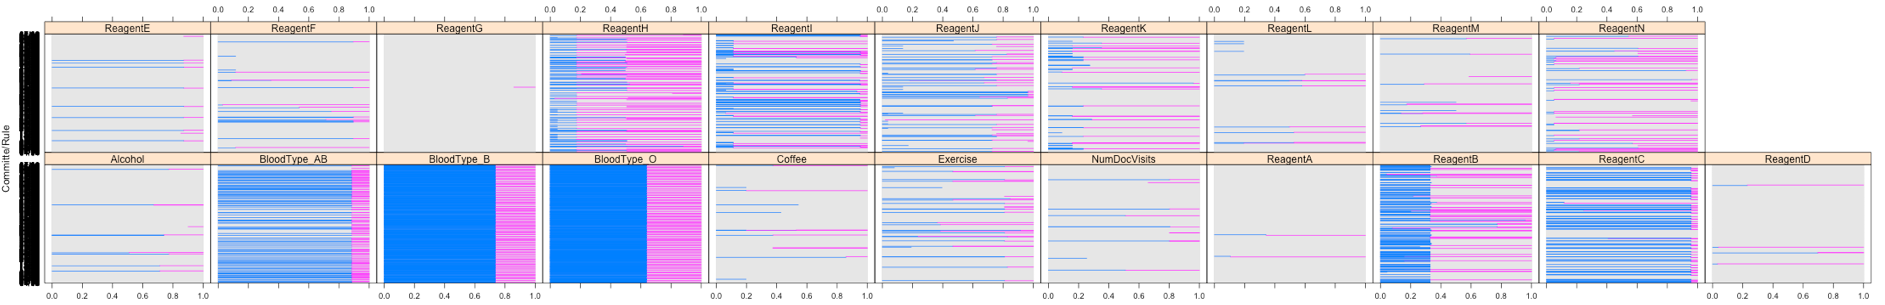 0.0 0.2 0.4 0.6 0.8 1.0 0.0 0.2 0.4 0.6 0.8 1.0 0.0 0.2 0.4 0.6 0.8 1.0 0.0 0.2 0.4 0.6 0.8 1.0 0.0 0.2 0.4 0.6 0.8 1.0
ReagentE ReagentF ReagentG ReagentH ReagentI ReagentJ ReagentK ReagentL ReagentM ReagentN
Committe/Rule
Alcohol BloodType_AB BloodType_B BloodType_O Coffee Exercise NumDocVisits ReagentA ReagentB ReagentC ReagentD
0.0 0.2 0.4 0.6 0.8 1.0 0.0 0.2 0.4 0.6 0.8 1.0 0.0 0.2 0.4 0.6 0.8 1.0 0.0 0.2 0.4 0.6 0.8 1.0 0.0 0.2 0.4 0.6 0.8 1.0 0.0 0.2 0.4 0.6 0.8 1.0